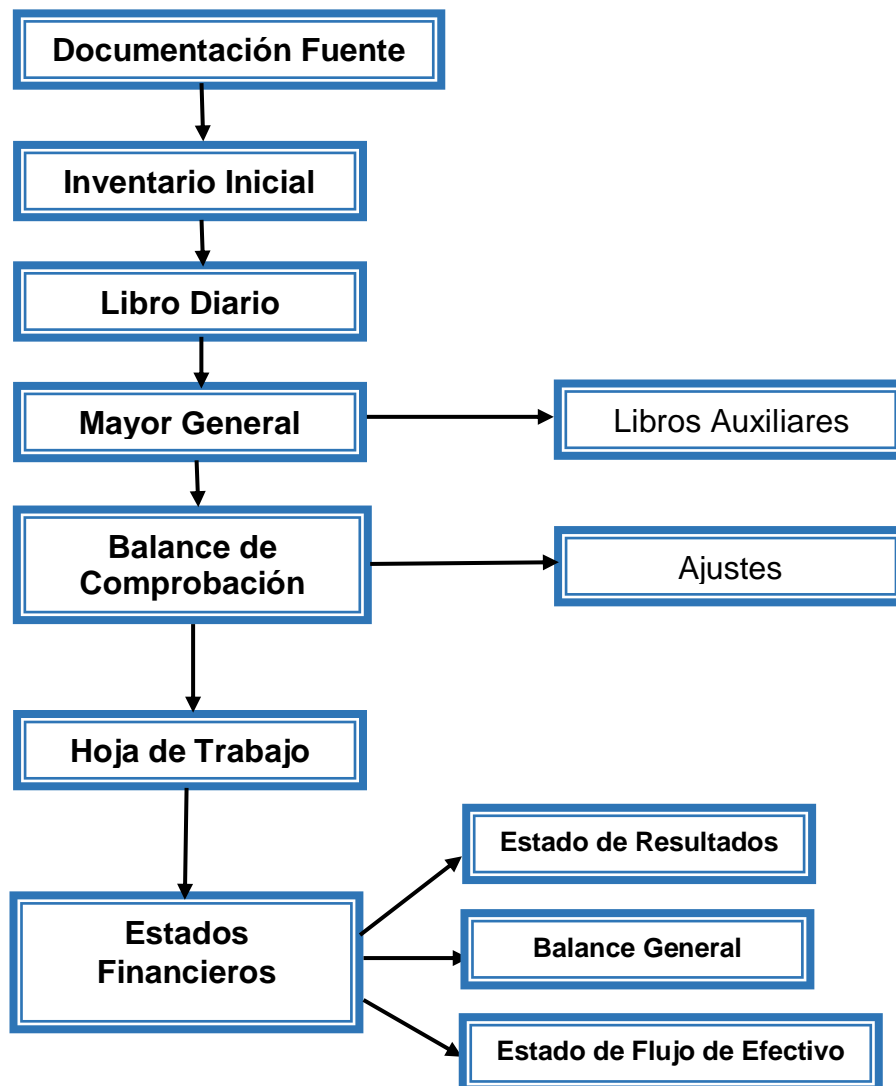 Documentación Fuente
Inventario Inicial
Libro Diario
Mayor General
Libros Auxiliares
Balance de
Comprobación
Ajustes
Hoja de Trabajo
Estado de Resultados
Estados
Financieros
Balance General
Estado de Flujo de Efectivo